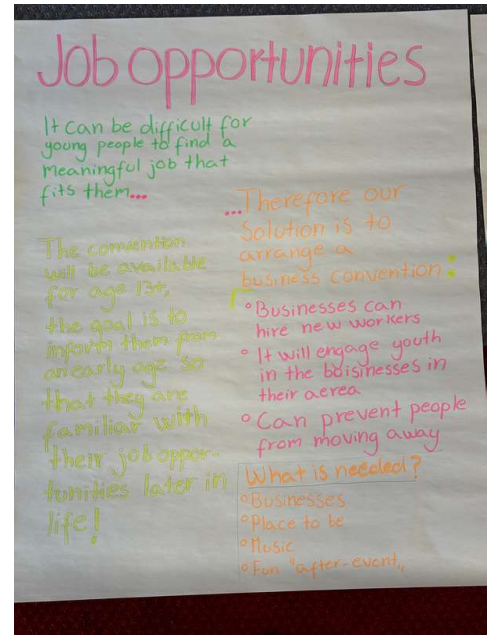 Job opportunities
It can be difficult for
young people to find a
meaningful job that
fits them...
...Therefore our
Solution is to
arrange a
business convention:
° Businesses can
hire new workers
° It will engage youth
in the boisinesses in
their aerea
° Can prevent people
from moving away
The convention
will be available
for age 13+,
the goal is to
inform them from
an early age so
that they are
familiar with
their job oppor-
tunities later in
life!
What is needed?
° Businesses
° Place to be
° Music
° Fun "after-event„